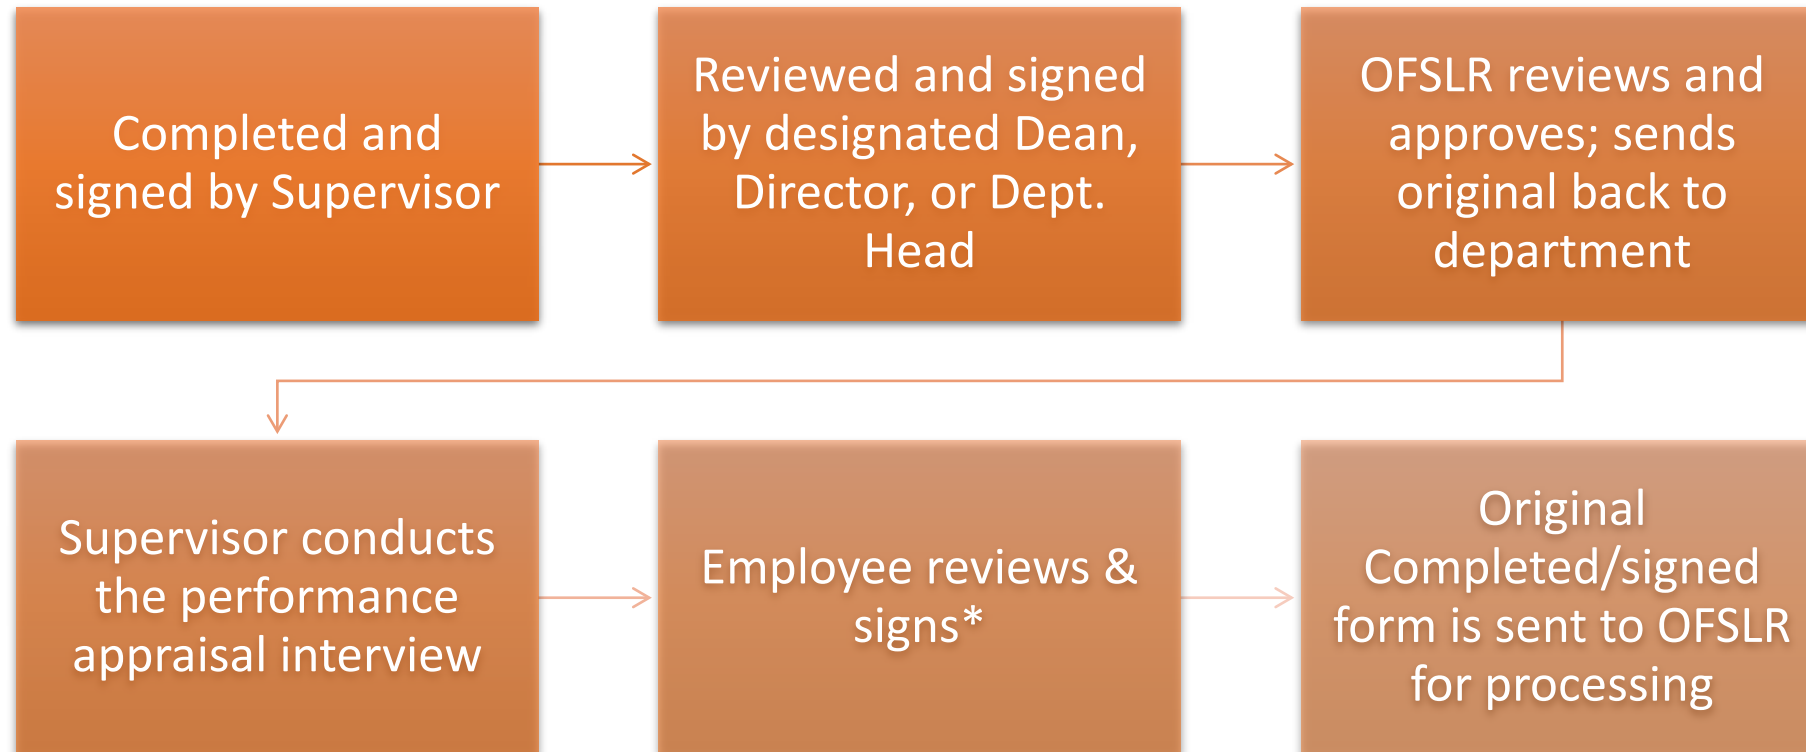 Completed and
signed by Supervisor
Reviewed and signed
by designated Dean,
Director, or Dept.
Head
OFSLR reviews and
approves; sends
original back to
department
Supervisor conducts
the performance
appraisal interview
Employee reviews &
signs*
Original
Completed/signed
form is sent to OFSLR
for processing